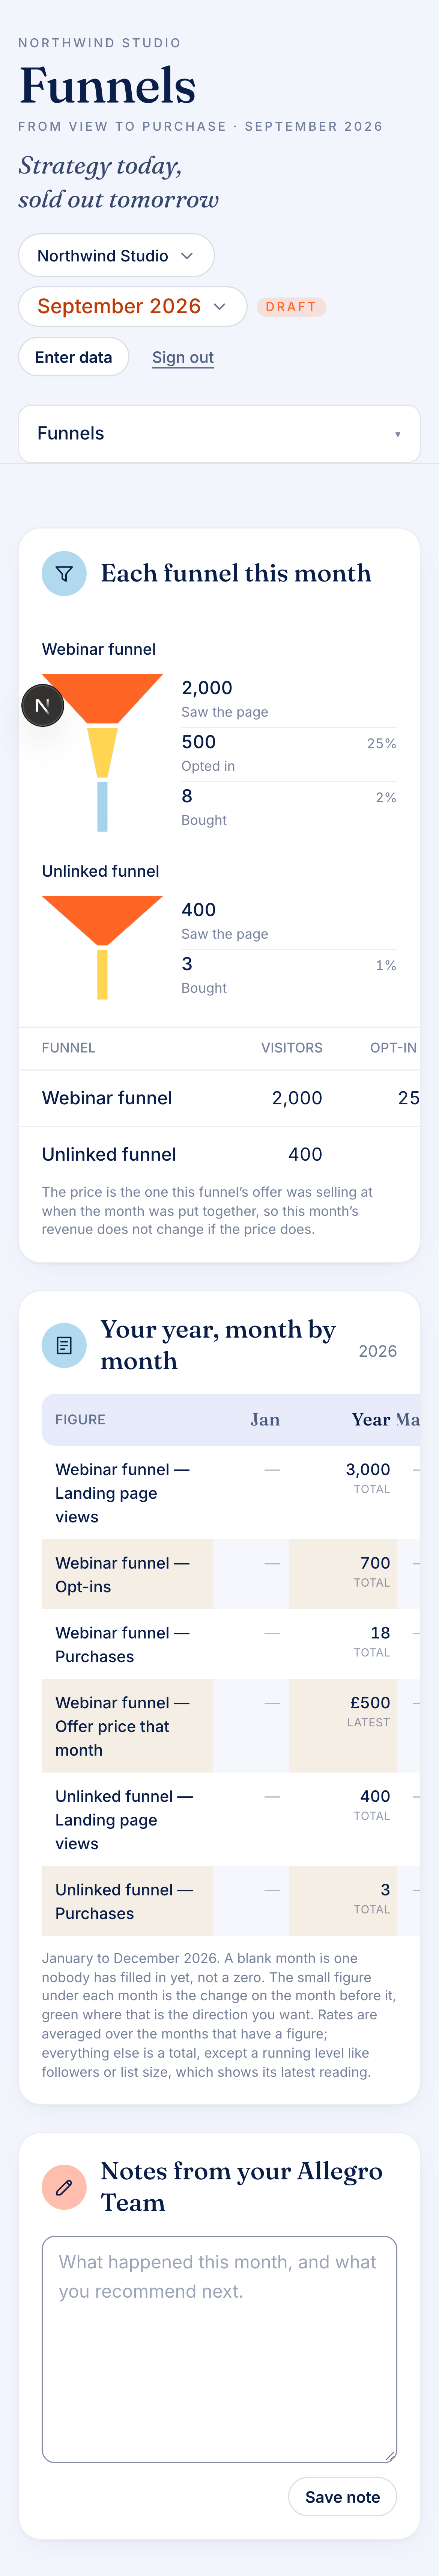 NORTHWIND STUDIO
Funnels
FROM VIEW TO PURCHASE · SEPTEMBER 2026
Strategy today,
sold out tomorrow
Northwind Studio
September 2026
DRAFT
Enter data
Sign out
Funnels
Each funnel this month
Webinar funnel
N
2,000
Saw the page
500
25%
Opted in
8
2%
Bought
Unlinked funnel
400
Saw the page
3
1%
Bought
FUNNEL VISITORS OPT-IN
Webinar funnel 2,000 25
Unlinked funnel 400
The price is the one this funnel’s offer was selling at
when the month was put together, so this month’s
revenue does not change if the price does.
Your year, month by
month
2026
FIGURE Jan Year Ma
Webinar funnel — — 3,000 –
Landing page TOTAL
views
Webinar funnel — — 700 –
Opt-ins TOTAL
Webinar funnel — — 18 –
Purchases TOTAL
Webinar funnel — — £500 –
Offer price that LATEST
month
Unlinked funnel — — 400 –
Landing page TOTAL
views
Unlinked funnel — — 3 –
Purchases TOTAL
January to December 2026. A blank month is one
nobody has filled in yet, not a zero. The small figure
under each month is the change on the month before it,
green where that is the direction you want. Rates are
averaged over the months that have a figure;
everything else is a total, except a running level like
followers or list size, which shows its latest reading.
Notes from your Allegro
Team
What happened this month, and what
you recommend next.
Save note